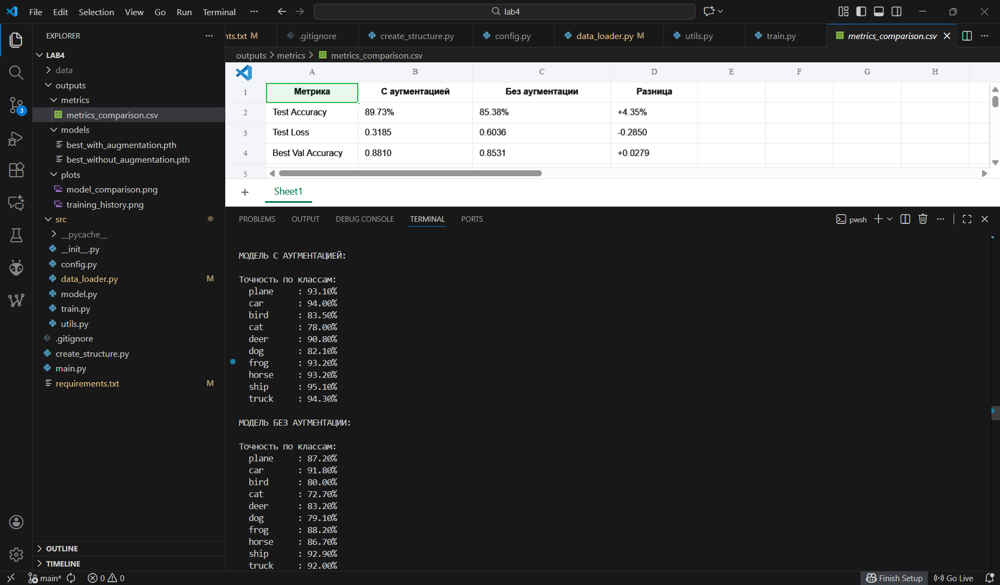 File Edit Selection View Go Run Terminal ··· lab4
EXPLORER ···
LAB4
data
outputs
metrics
metrics_comparison.csv
models
best_with_augmentation.pth
best_without_augmentation.pth
plots
model_comparison.png
training_history.png
src
__pycache__
__init__.py
config.py
data_loader.py M
model.py
train.py
utils.py
.gitignore
create_structure.py
main.py
requirements.txt M
OUTLINE
TIMELINE
3
nts.txt M .gitignore create_structure.py config.py data_loader.py M utils.py train.py metrics_comparison.csv
outputs > metrics > metrics_comparison.csv
A B C D E F G H
1 Метрика С аугментацией Без аугментации Разница
2 Test Accuracy 89.73% 85.38% +4.35%
3 Test Loss 0.3185 0.6036 -0.2850
4 Best Val Accuracy 0.8810 0.8531 +0.0279
5
+ Sheet1
PROBLEMS OUTPUT DEBUG CONSOLE TERMINAL PORTS pwsh
МОДЕЛЬ С АУГМЕНТАЦИЕЙ:
Точность по классам:
plane : 93.10%
car : 94.00%
bird : 83.50%
cat : 78.00%
deer : 90.80%
dog : 82.10%
frog : 93.20%
horse : 93.20%
ship : 95.10%
truck : 94.30%
МОДЕЛЬ БЕЗ АУГМЕНТАЦИИ:
Точность по классам:
plane : 87.20%
car : 91.80%
bird : 80.00%
cat : 72.70%
deer : 83.20%
dog : 79.10%
frog : 88.20%
horse : 86.70%
ship : 92.90%
truck : 92.00%
main* 0 0 Finish Setup Go Live